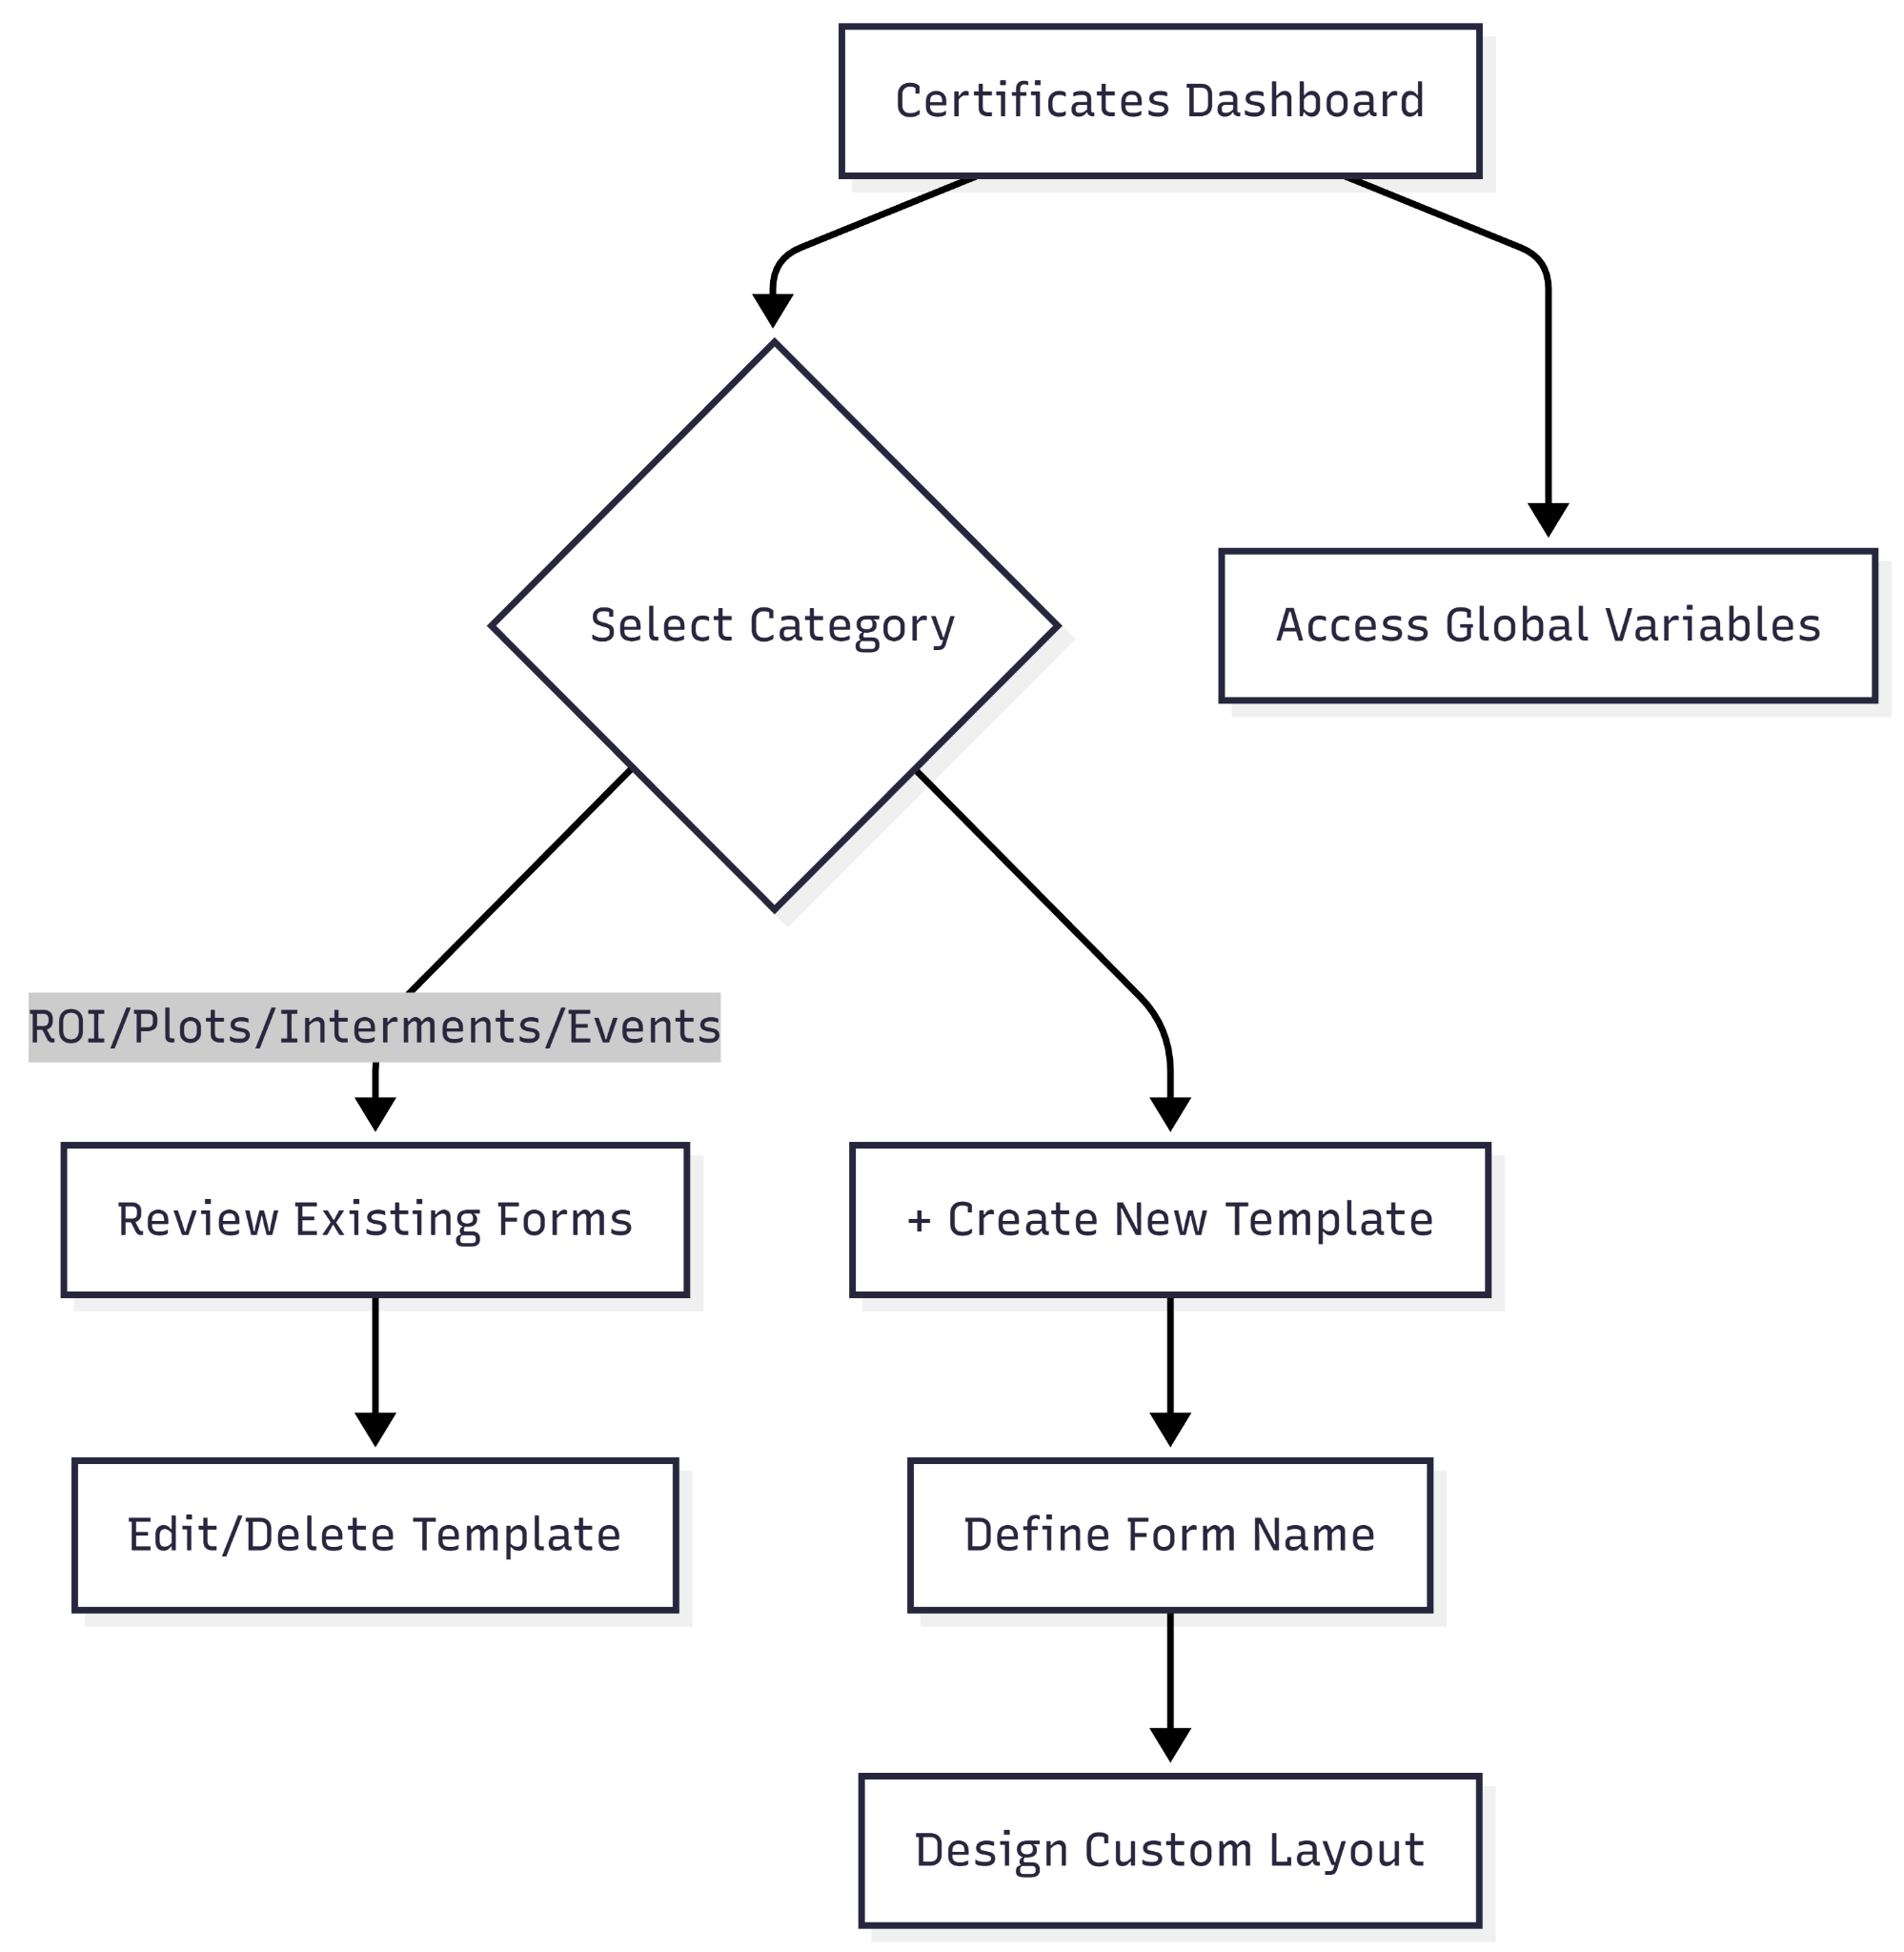 Certificates Dashboard
Select Category
Access Global Variables
ROI/Plots/Interments/Events
Review Existing Forms
+ Create New Template
Edit/Delete Template
Define Form Name
Design Custom Layout